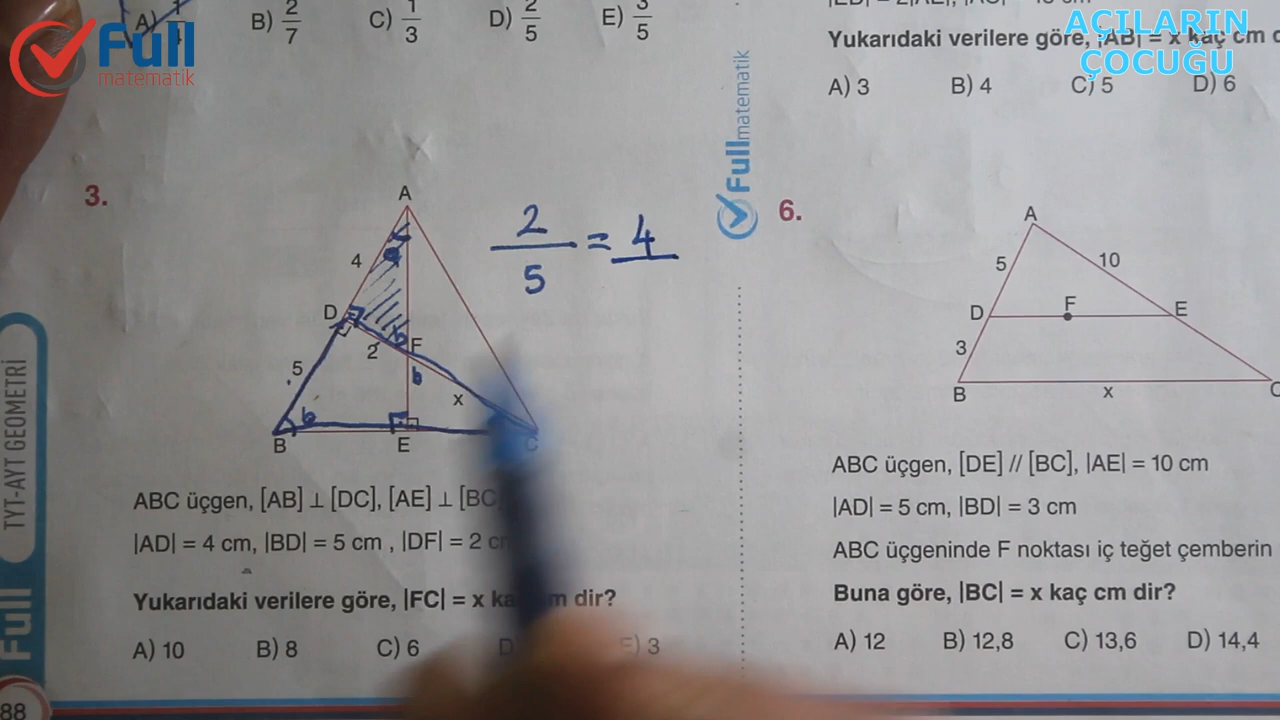 Full
matematik
AÇILARIN
ÇOCUĞU
A)
B) 2/7
C) 1/3
D) 2/5
E) 3/5
Yukarıdaki verilere göre, |AB| = x kaç cm
A) 3
B) 4
C) 5
D) 6
Full matematik
3.
A
4
D
2
F
5
b
b
b
x
B
E
C
2/5 = 4
ABC üçgen, [AB] ⊥ [DC], [AE] ⊥ [BC
|AD| = 4 cm, |BD| = 5 cm , |DF| = 2
Yukarıdaki verilere göre, |FC| = x dir?
A) 10
B) 8
C) 6
D
E) 3
6.
A
5
10
D
F
E
3
B
x
C
ABC üçgen, [DE] // [BC], |AE| = 10 cm
|AD| = 5 cm, |BD| = 3 cm
ABC üçgeninde F noktası iç teğet çemberin
Buna göre, |BC| = x kaç cm dir?
A) 12
B) 12,8
C) 13,6
D) 14,4
TYT-AYT GEOMETRİ
Full
88